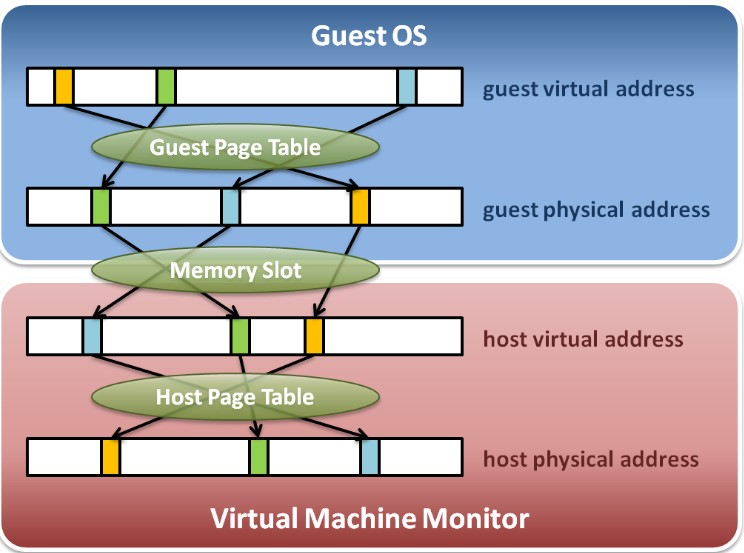 Guest OS
guest virtual address
Guest Page Table
guest physical address
Memory Slot
host virtual address
Host Page Table
host physical address
Virtual Machine Monitor